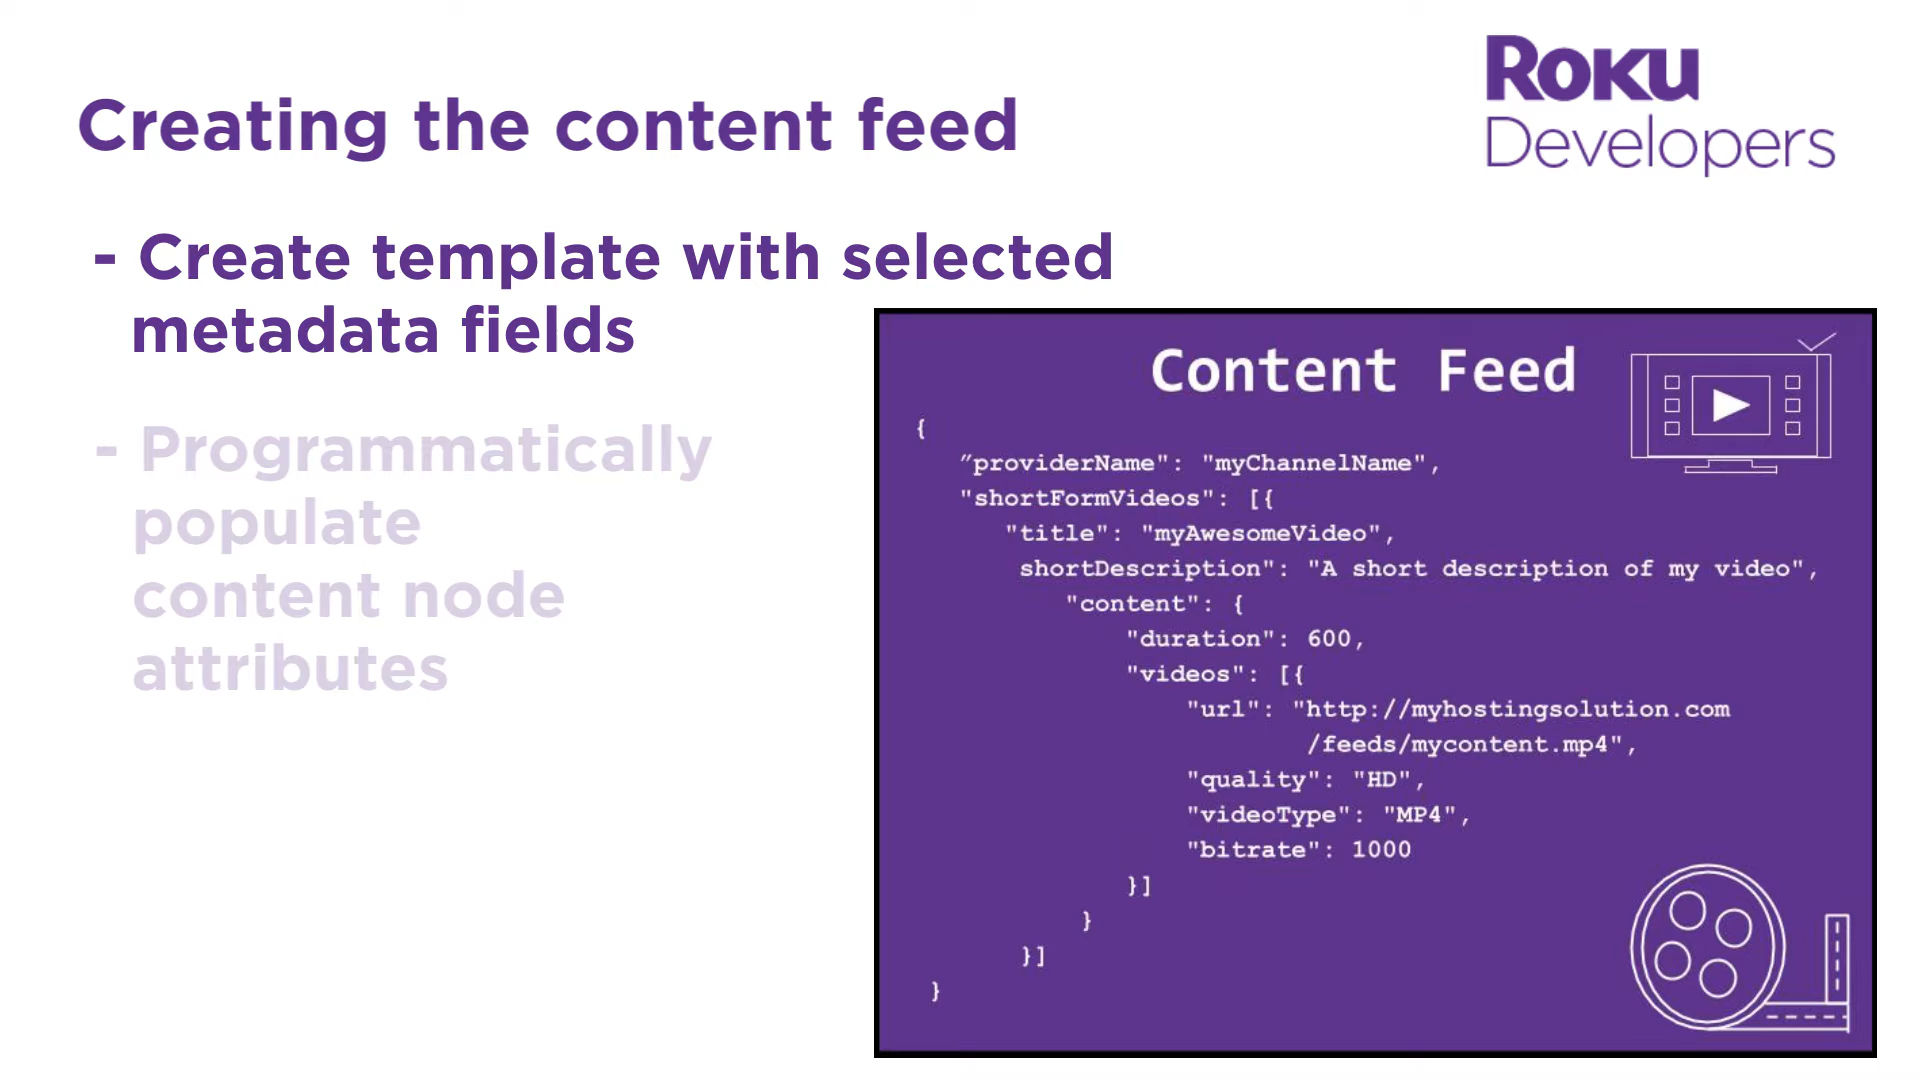 Creating the content feed
ROKU
Developers
- Create template with selected
metadata fields
- Programmatically
populate
content node
attributes
Content Feed
{
"providerName": "myChannelName",
"shortFormVideos": [{
"title": "myAwesomeVideo",
shortDescription": "A short description of my video",
"content": {
"duration": 600,
"videos": [{
"url": "http://myhostingsolution.com
/feeds/mycontent.mp4",
"quality": "HD",
"videoType": "MP4",
"bitrate": 1000
}]
}
}]
}